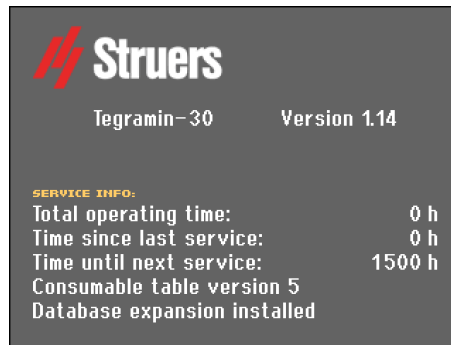 Struers
Tegramin-30 Version 1.14
SERVICE INFO:
Total operating time: 0 h
Time since last service: 0 h
Time until next service: 1500 h
Consumable table version 5
Database expansion installed